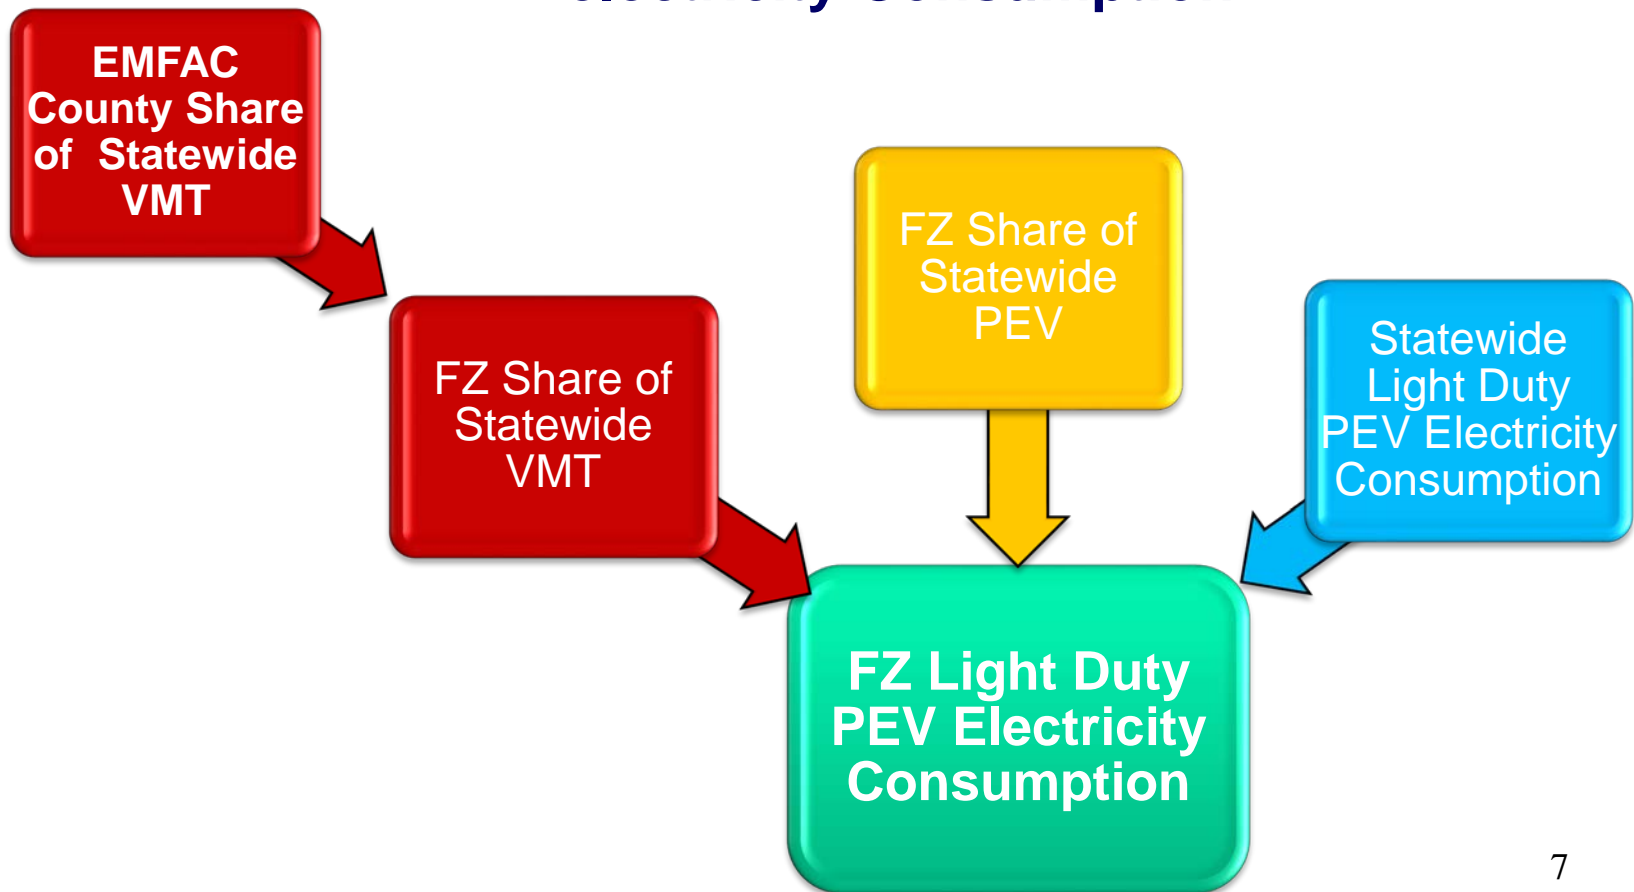 EMFAC
County Share
of Statewide
VMT
FZ Share of
Statewide
VMT
FZ Share of
Statewide
PEV
Statewide
Light Duty
PEV Electricity
Consumption
FZ Light Duty
PEV Electricity
Consumption
7